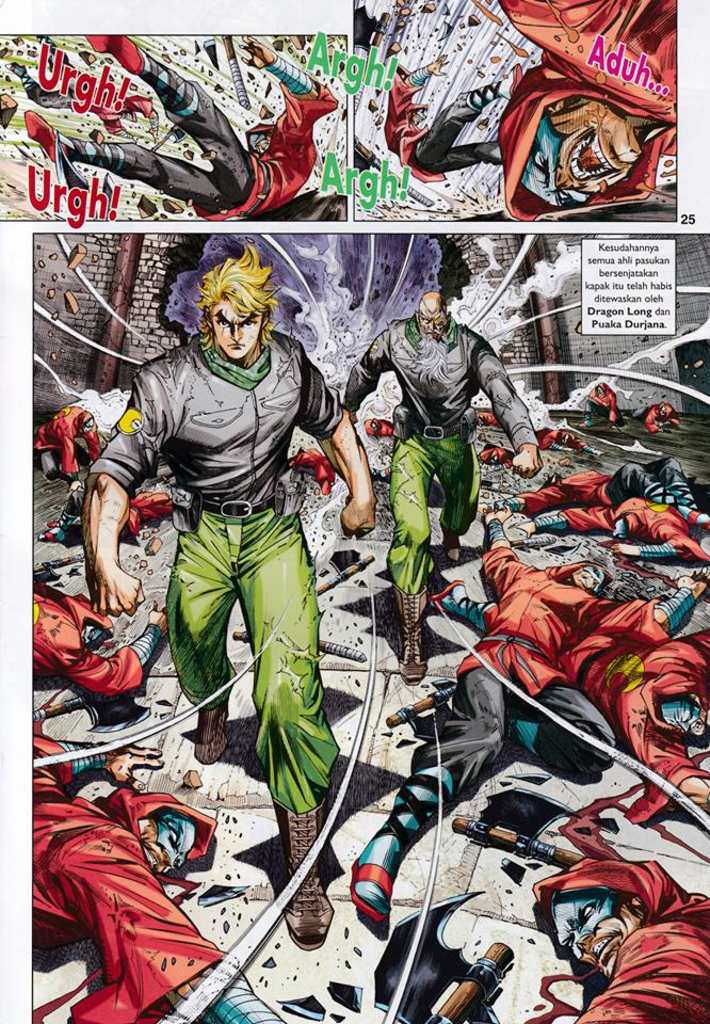 Urgh!
Urgh!
Argh!
Argh!
Aduh...
25
Kesudahannya
semua ahli pasukan
bersenjatakan
kapak itu telah habis
ditewaskan oleh
Dragon Long dan
Puaka Durjana.